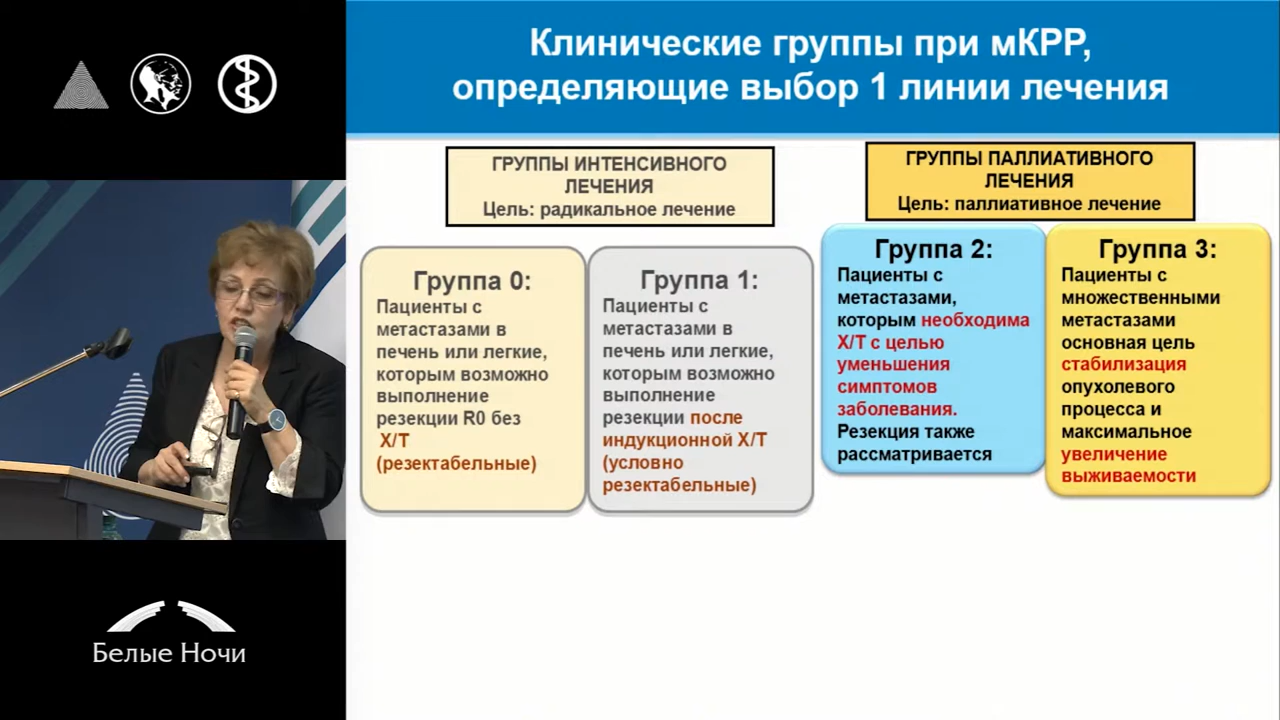 Клинические группы при мКРР,
определяющие выбор 1 линии лечения
ГРУППЫ ИНТЕНСИВНОГО
ЛЕЧЕНИЯ
Цель: радикальное лечение
ГРУППЫ ПАЛЛИАТИВНОГО
ЛЕЧЕНИЯ
Цель: паллиативное лечение
Группа 0:
Пациенты с
метастазами в
печень или легкие,
которым возможно
выполнение
резекции R0 без
Х/Т
(резектабельные)
Группа 1:
Пациенты с
метастазами в
печень или легкие,
которым возможно
выполнение
резекции после
индукционной Х/Т
(условно
резектабельные)
Группа 2:
Пациенты с
метастазами,
которым необходима
Х/Т с целью
уменьшения
симптомов
заболевания.
Резекция также
рассматривается
Группа 3:
Пациенты с
множественными
метастазами
основная цель
стабилизация
опухолевого
процесса и
максимальное
увеличение
выживаемости
Белые Ночи